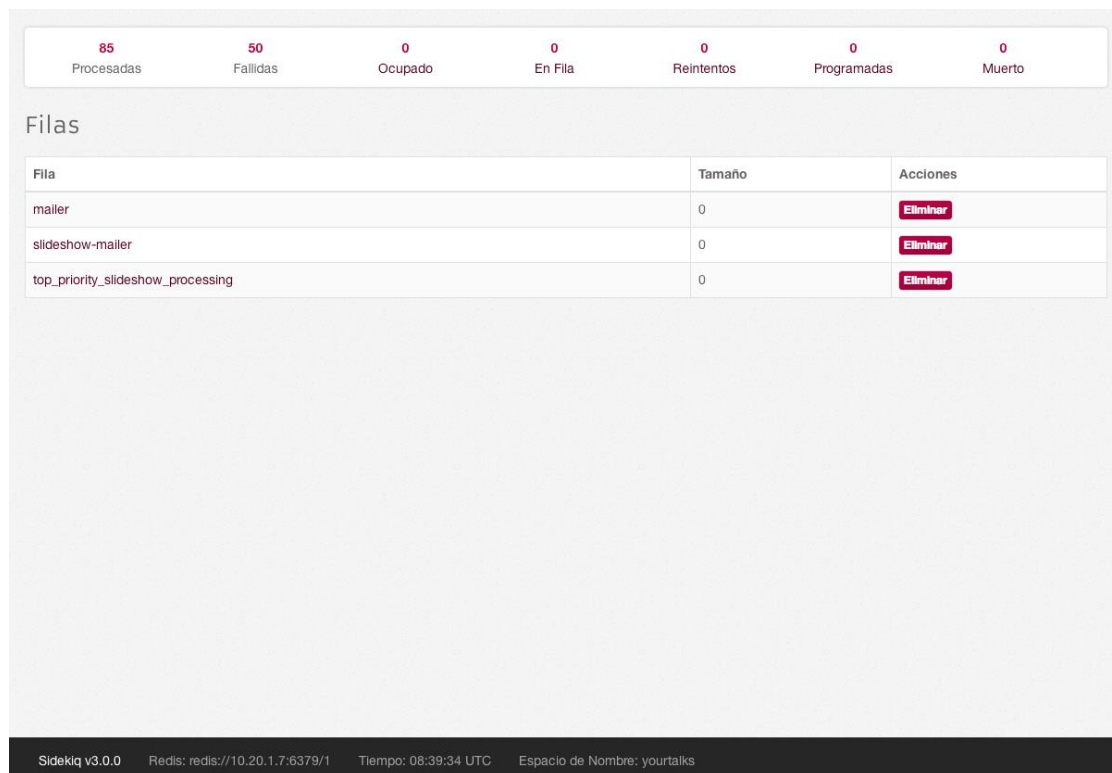 85 50 0 0 0 0 0
Procesadas Fallidas Ocupado En Fila Reintentos Programadas Muerto
Filas
Fila Tamaño Acciones
mailer 0 Eliminar
slideshow-mailer 0 Eliminar
top_priority_slideshow_processing 0 Eliminar
Sidekiq v3.0.0 Redis: redis://10.20.1.7:6379/1 Tiempo: 08:39:34 UTC Espacio de Nombre: yourtalks